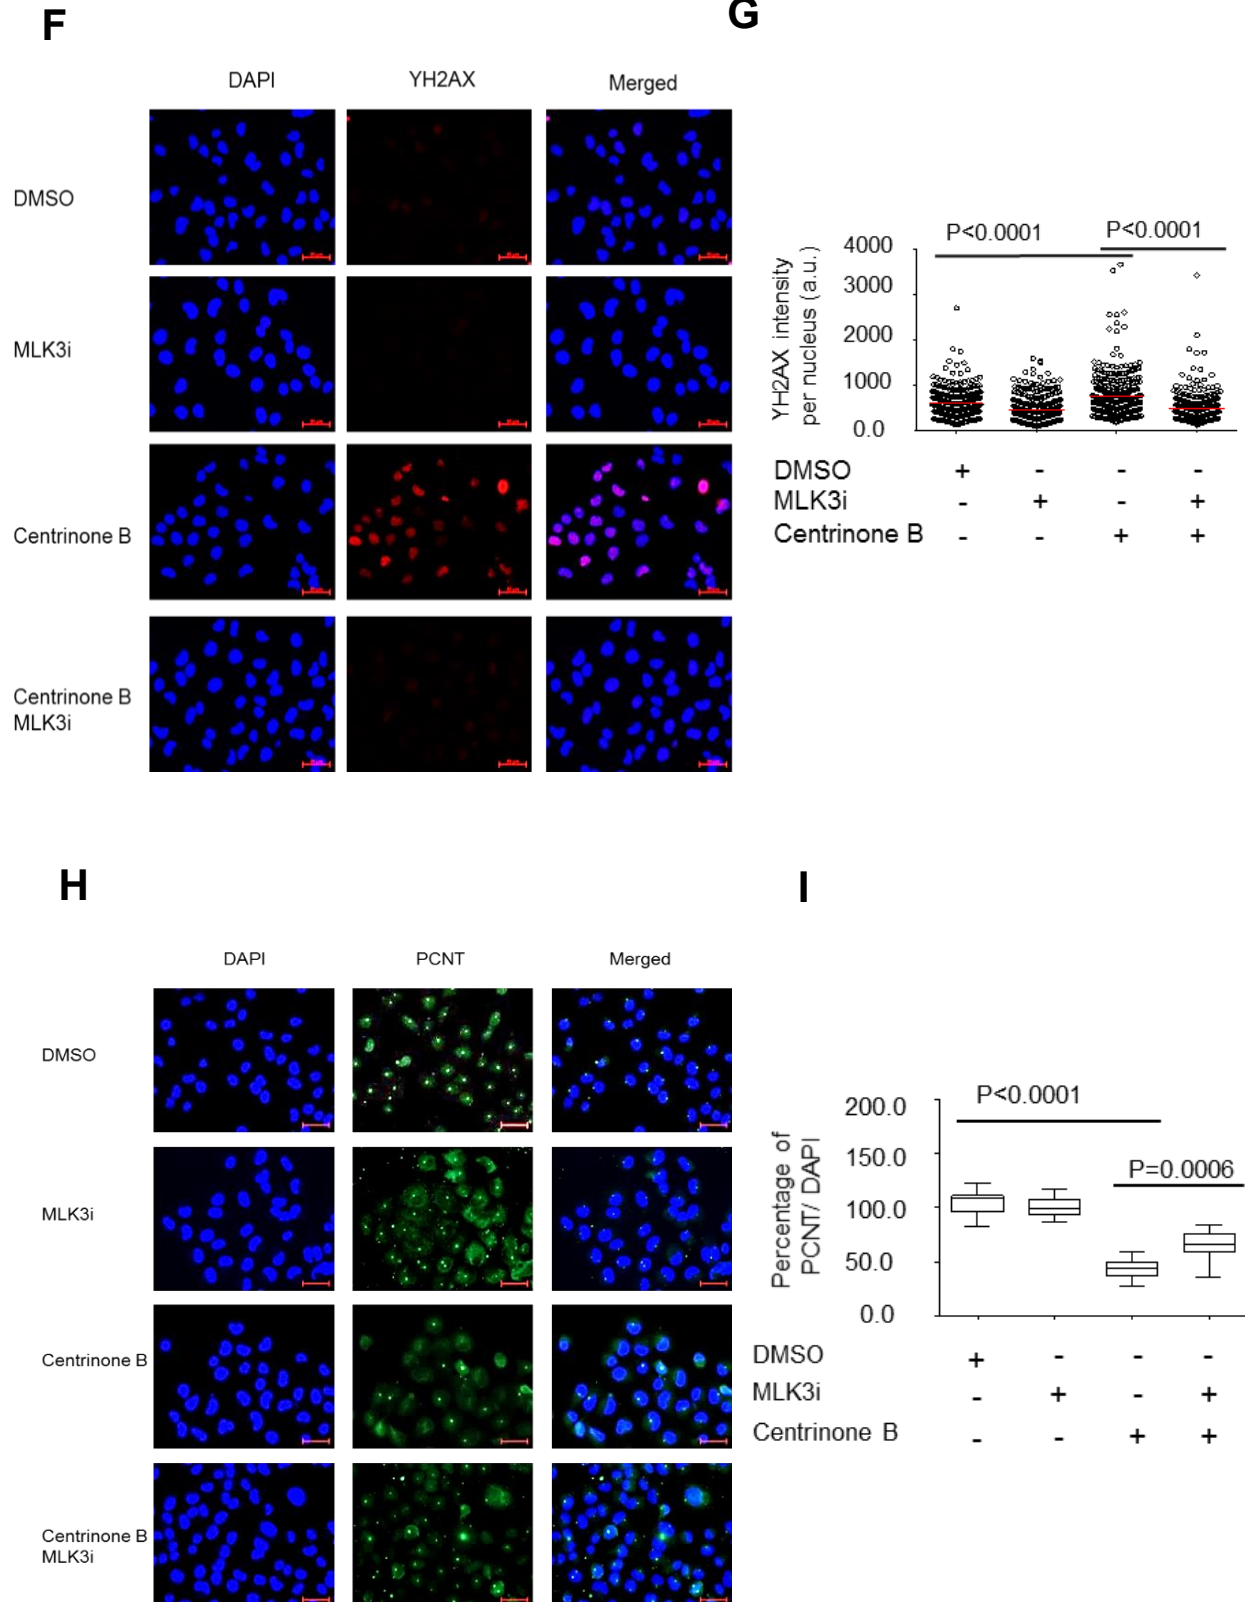 F
DAPI YH2AX Merged
DMSO
MLK3i
Centrinone B
Centrinone B
MLK3i
G
YH2AX intensity
per nucleus (a.u.)
P<0.0001 P<0.0001
4000
3000
2000
1000
0.0
DMSO + - - -
MLK3i - + - +
Centrinone B - - + +
H
DAPI PCNT Merged
DMSO
MLK3i
Centrinone B
Centrinone B
MLK3i
I
Percentage of
PCNT/ DAPI
P<0.0001
P=0.0006
200.0
150.0
100.0
50.0
0.0
DMSO + - - -
MLK3i - + - +
Centrinone B - - + +